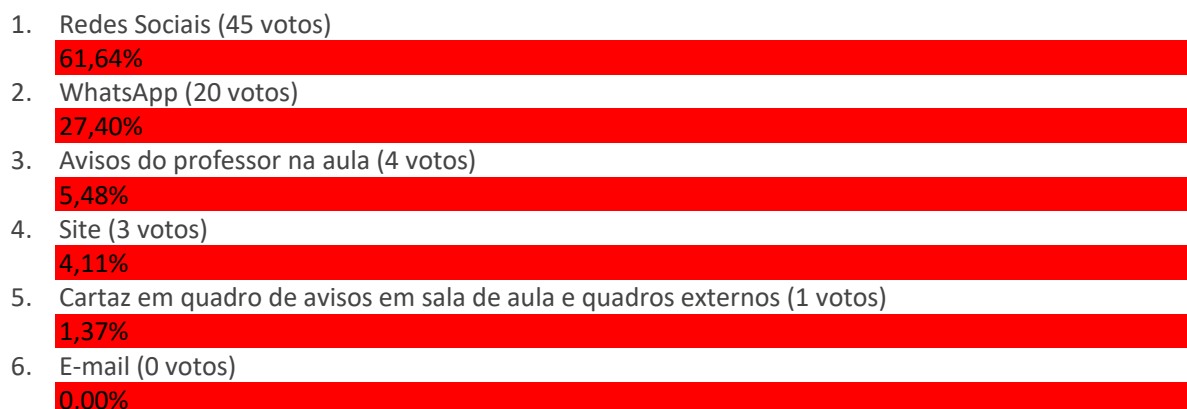 1. Redes Sociais (45 votos)
61,64%
2. WhatsApp (20 votos)
27,40%
3. Avisos do professor na aula (4 votos)
5,48%
4. Site (3 votos)
4,11%
5. Cartaz em quadro de avisos em sala de aula e quadros externos (1 votos)
1,37%
6. E-mail (0 votos)
0,00%